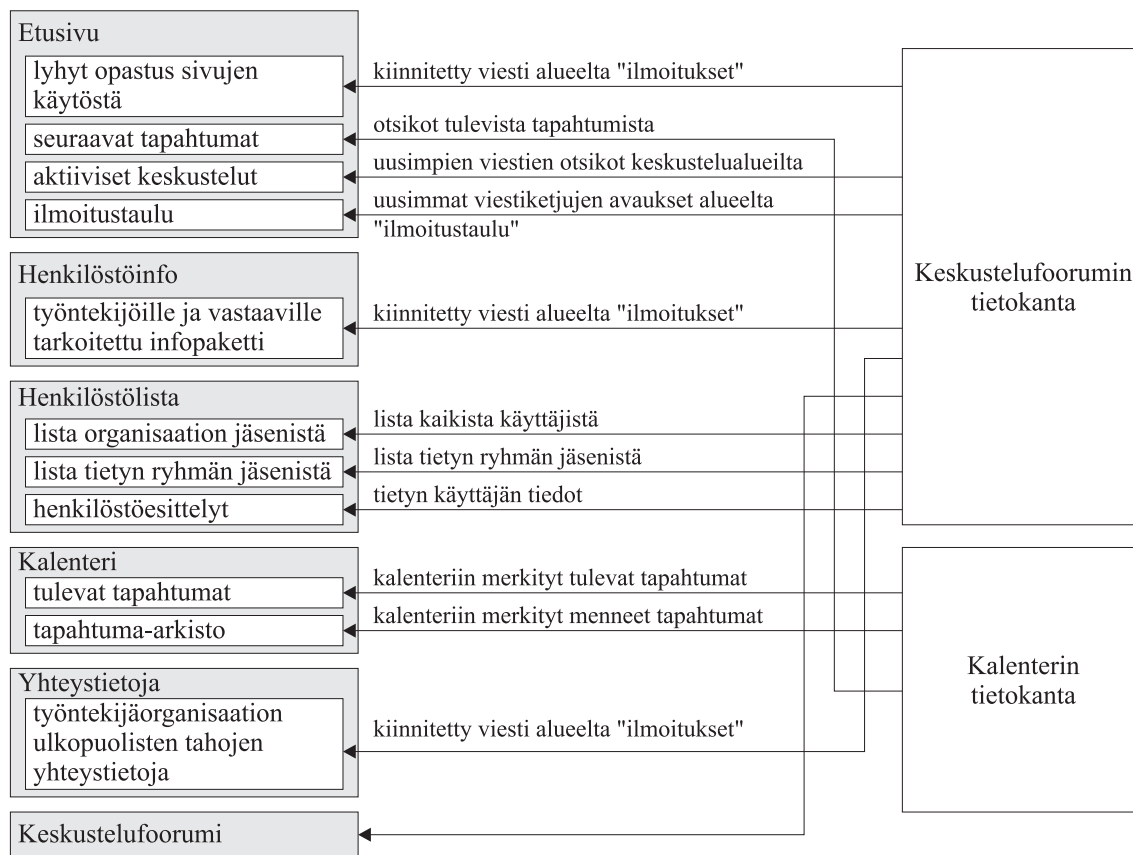 Etusivu
lyhyt opastus sivujen
käytöstä
seuraavat tapahtumat
aktiiviset keskustelut
ilmoitustaulu
kiinnitetty viesti alueelta "ilmoitukset"
otsikot tulevista tapahtumista
uusimpien viestien otsikot keskustelualueilta
uusimmat viestiketjujen avaukset alueelta
"ilmoitustaulu"
Henkilöstöinfo
työntekijöille ja vastaaville
tarkoitettu infopaketti
kiinnitetty viesti alueelta "ilmoitukset"
Henkilöstölista
lista organisaation jäsenistä
lista tietyn ryhmän jäsenistä
henkilöstöesittelyt
lista kaikista käyttäjistä
lista tietyn ryhmän jäsenistä
tietyn käyttäjän tiedot
Kalenteri
tulevat tapahtumat
tapahtuma-arkisto
kalenteriin merkityt tulevat tapahtumat
kalenteriin merkityt menneet tapahtumat
Yhteystietoja
työntekijäorganisaation
ulkopuolisten tahojen
yhteystietoja
kiinnitetty viesti alueelta "ilmoitukset"
Keskustelufoorumi
Keskustelufoorumin
tietokanta
Kalenterin
tietokanta